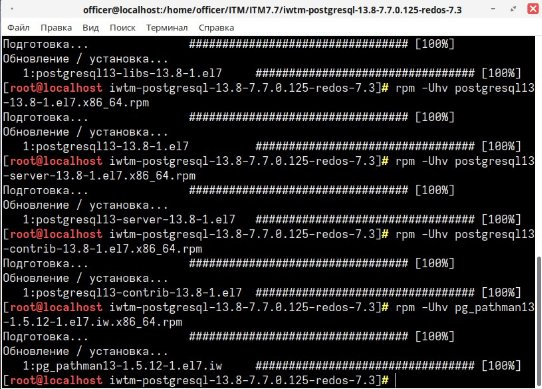 officer@localhost:/home/officer/ITM/ITM7.7/iwtm-postgresql-13.8-7.7.0.125-redos-7.3
Файл Правка Вид Поиск Терминал Справка
Подготовка... ################################# [100%]
Обновление / установка...
1:postgresql13-libs-13.8-1.el7 ################################# [100%]
[root@localhost iwtm-postgresql-13.8-7.7.0.125-redos-7.3]# rpm -Uhv postgresql13
-13.8-1.el7.x86_64.rpm
Подготовка... ################################# [100%]
Обновление / установка...
1:postgresql13-13.8-1.el7 ################################# [100%]
[root@localhost iwtm-postgresql-13.8-7.7.0.125-redos-7.3]# rpm -Uhv postgresql13
-server-13.8-1.el7.x86_64.rpm
Подготовка... ################################# [100%]
Обновление / установка...
1:postgresql13-server-13.8-1.el7 ################################# [100%]
[root@localhost iwtm-postgresql-13.8-7.7.0.125-redos-7.3]# rpm -Uhv postgresql13
-contrib-13.8-1.el7.x86_64.rpm
Подготовка... ################################# [100%]
Обновление / установка...
1:postgresql13-contrib-13.8-1.el7 ################################# [100%]
[root@localhost iwtm-postgresql-13.8-7.7.0.125-redos-7.3]# rpm -Uhv pg_pathman13
-1.5.12-1.el7.iw.x86_64.rpm
Подготовка... ################################# [100%]
Обновление / установка...
1:pg_pathman13-1.5.12-1.el7.iw ################################# [100%]
[root@localhost iwtm-postgresql-13.8-7.7.0.125-redos-7.3]#